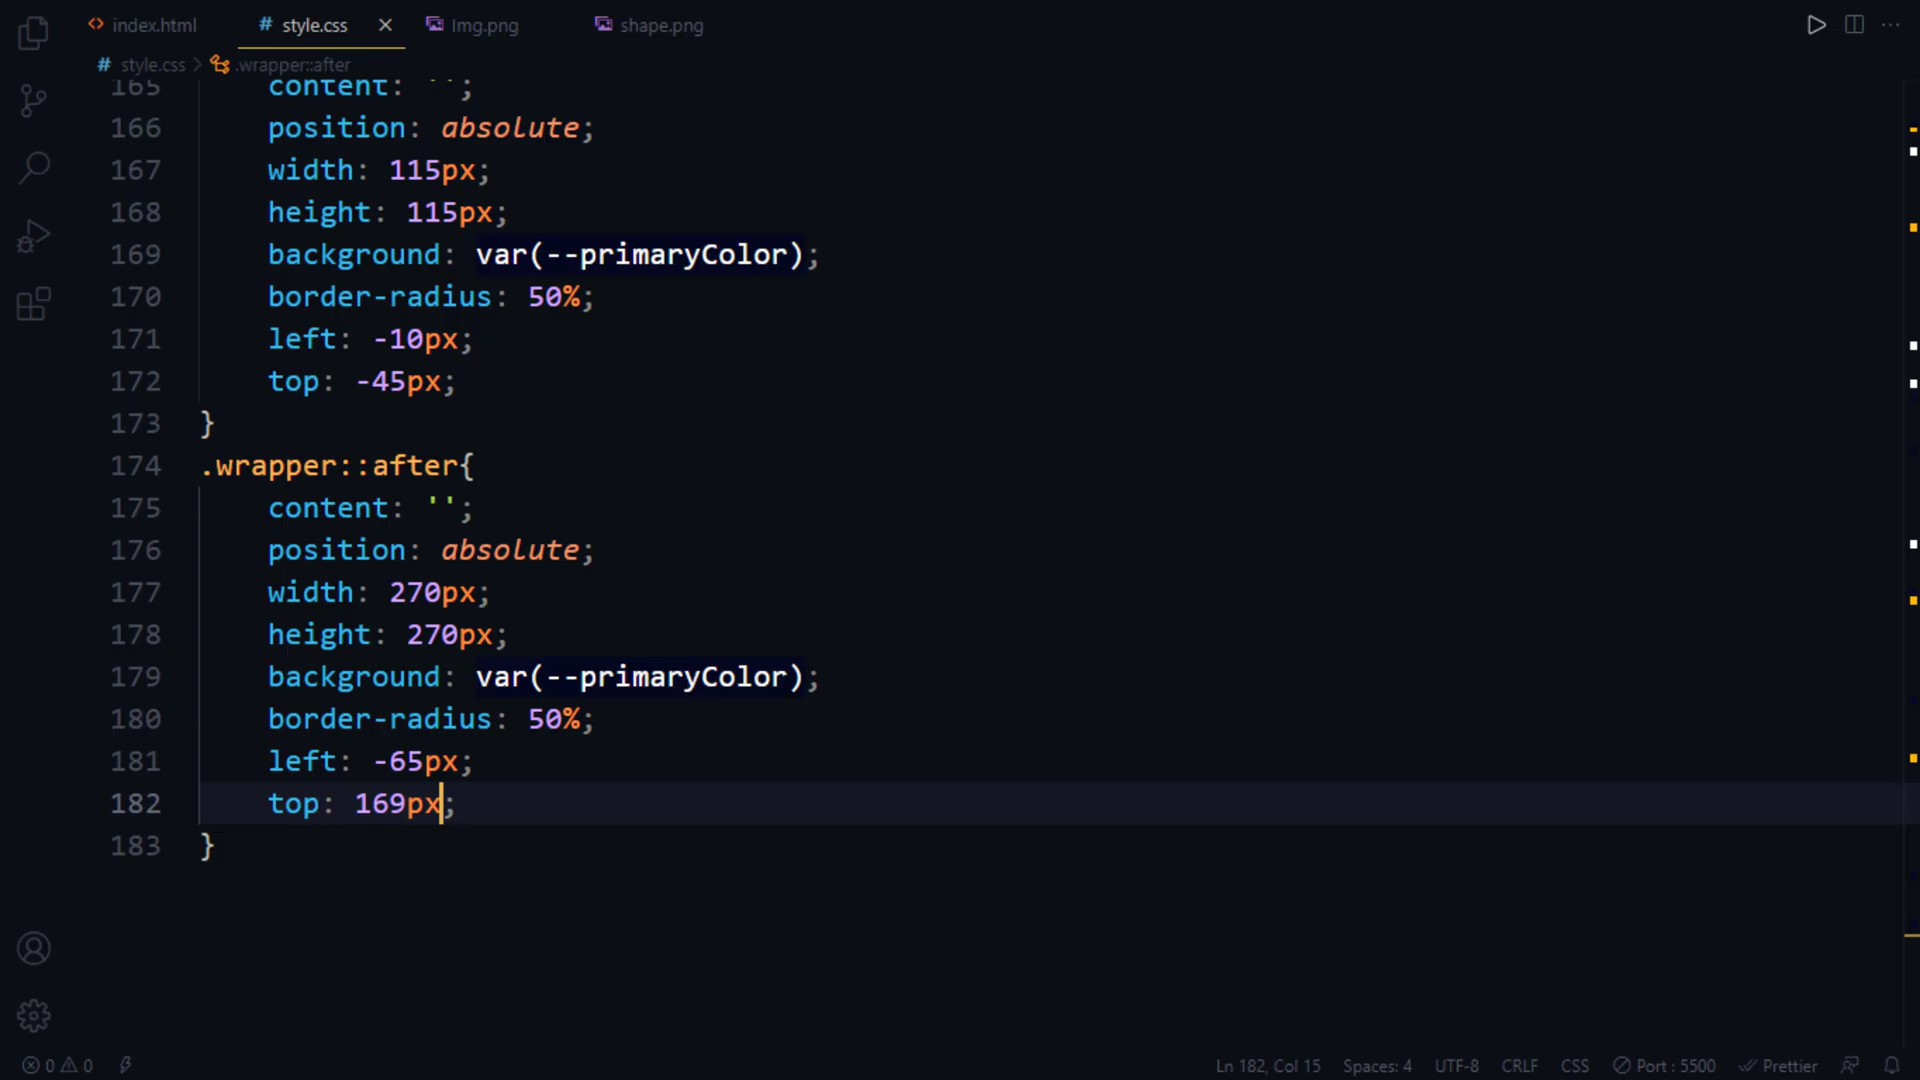 index.html style.css Img.png shape.png
style.css .wrapper::after
165 content: '';
166 position: absolute;
167 width: 115px;
168 height: 115px;
169 background: var(--primaryColor);
170 border-radius: 50%;
171 left: -10px;
172 top: -45px;
173 }
174 .wrapper::after{
175 content: '';
176 position: absolute;
177 width: 270px;
178 height: 270px;
179 background: var(--primaryColor);
180 border-radius: 50%;
181 left: -65px;
182 top: 169px;
183 }
0 0 Ln 182, Col 15 Spaces: 4 UTF-8 CRLF CSS Port : 5500 Prettier